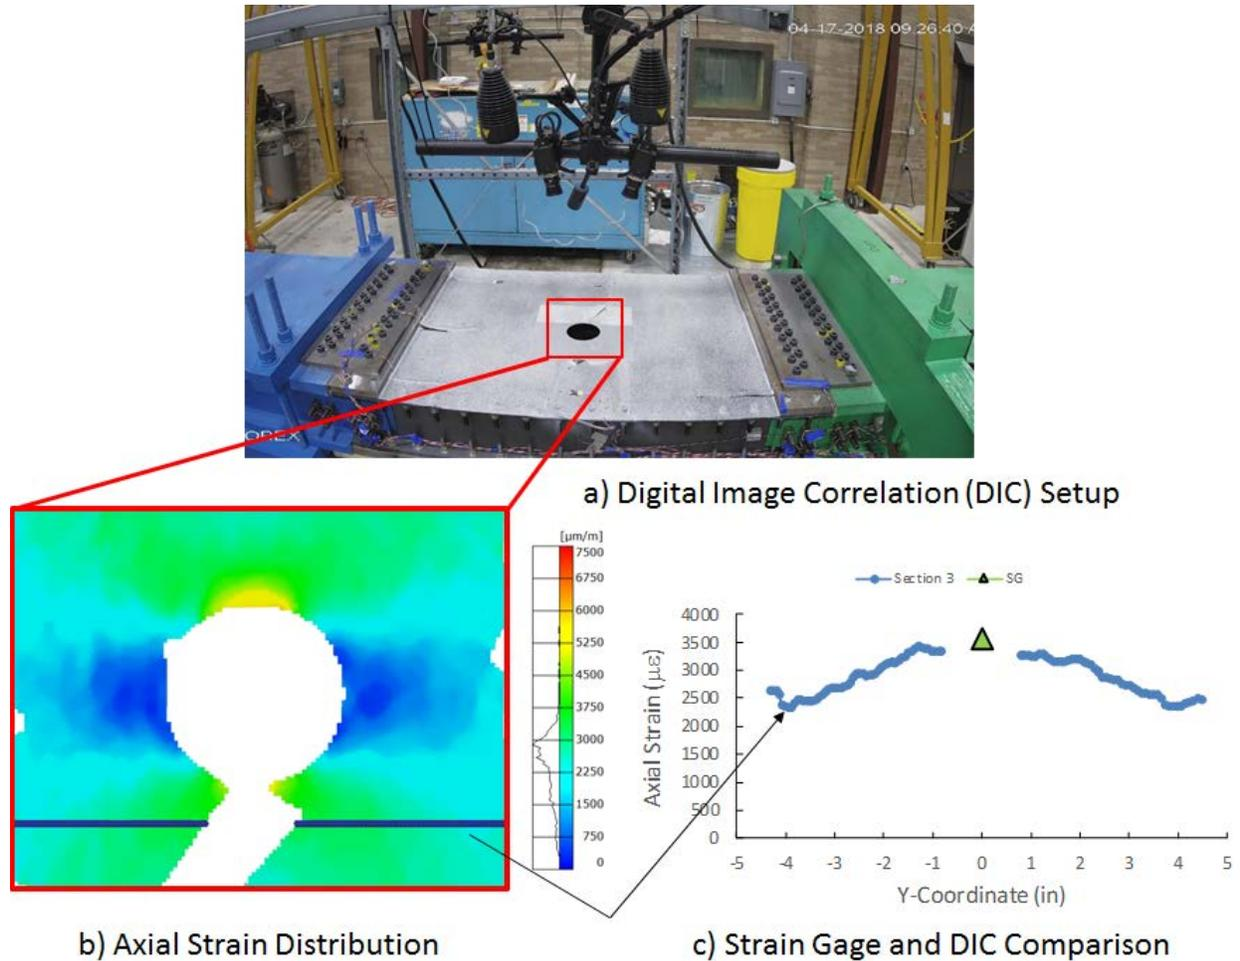 04-17-2018 09:26:40 A
OREX
a) Digital Image Correlation (DIC) Setup
[µm/m]
7500
6750
6000
5250
4500
3750
3000
2250
1500
750
0
Section 3 SG
4000
3500
3000
2500
2000
1500
1000
500
0
Axial Strain (µε)
-5 -4 -3 -2 -1 0 1 2 3 4 5
Y-Coordinate (in)
b) Axial Strain Distribution
c) Strain Gage and DIC Comparison